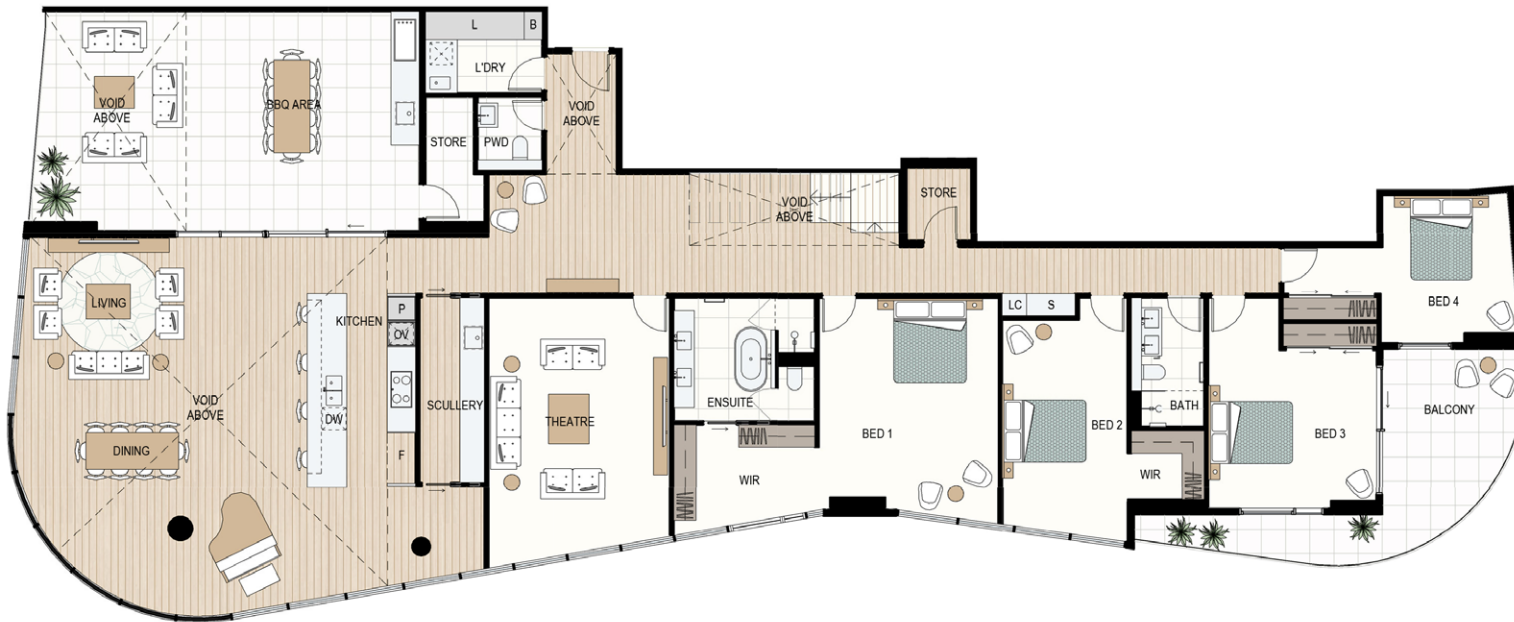 L
B
L'DRY
VOID
ABOVE
BBQ AREA
VOID
ABOVE
STORE
PWD
STORE
VOID
ABOVE
LIVING
BED 4
P
LC
S
KITCHEN
OV
VOID
ABOVE
ENSUITE
SCULLERY
BATH
BALCONY
DW
THEATRE
BED 1
BED 2
BED 3
DINING
F
WIR
WIR